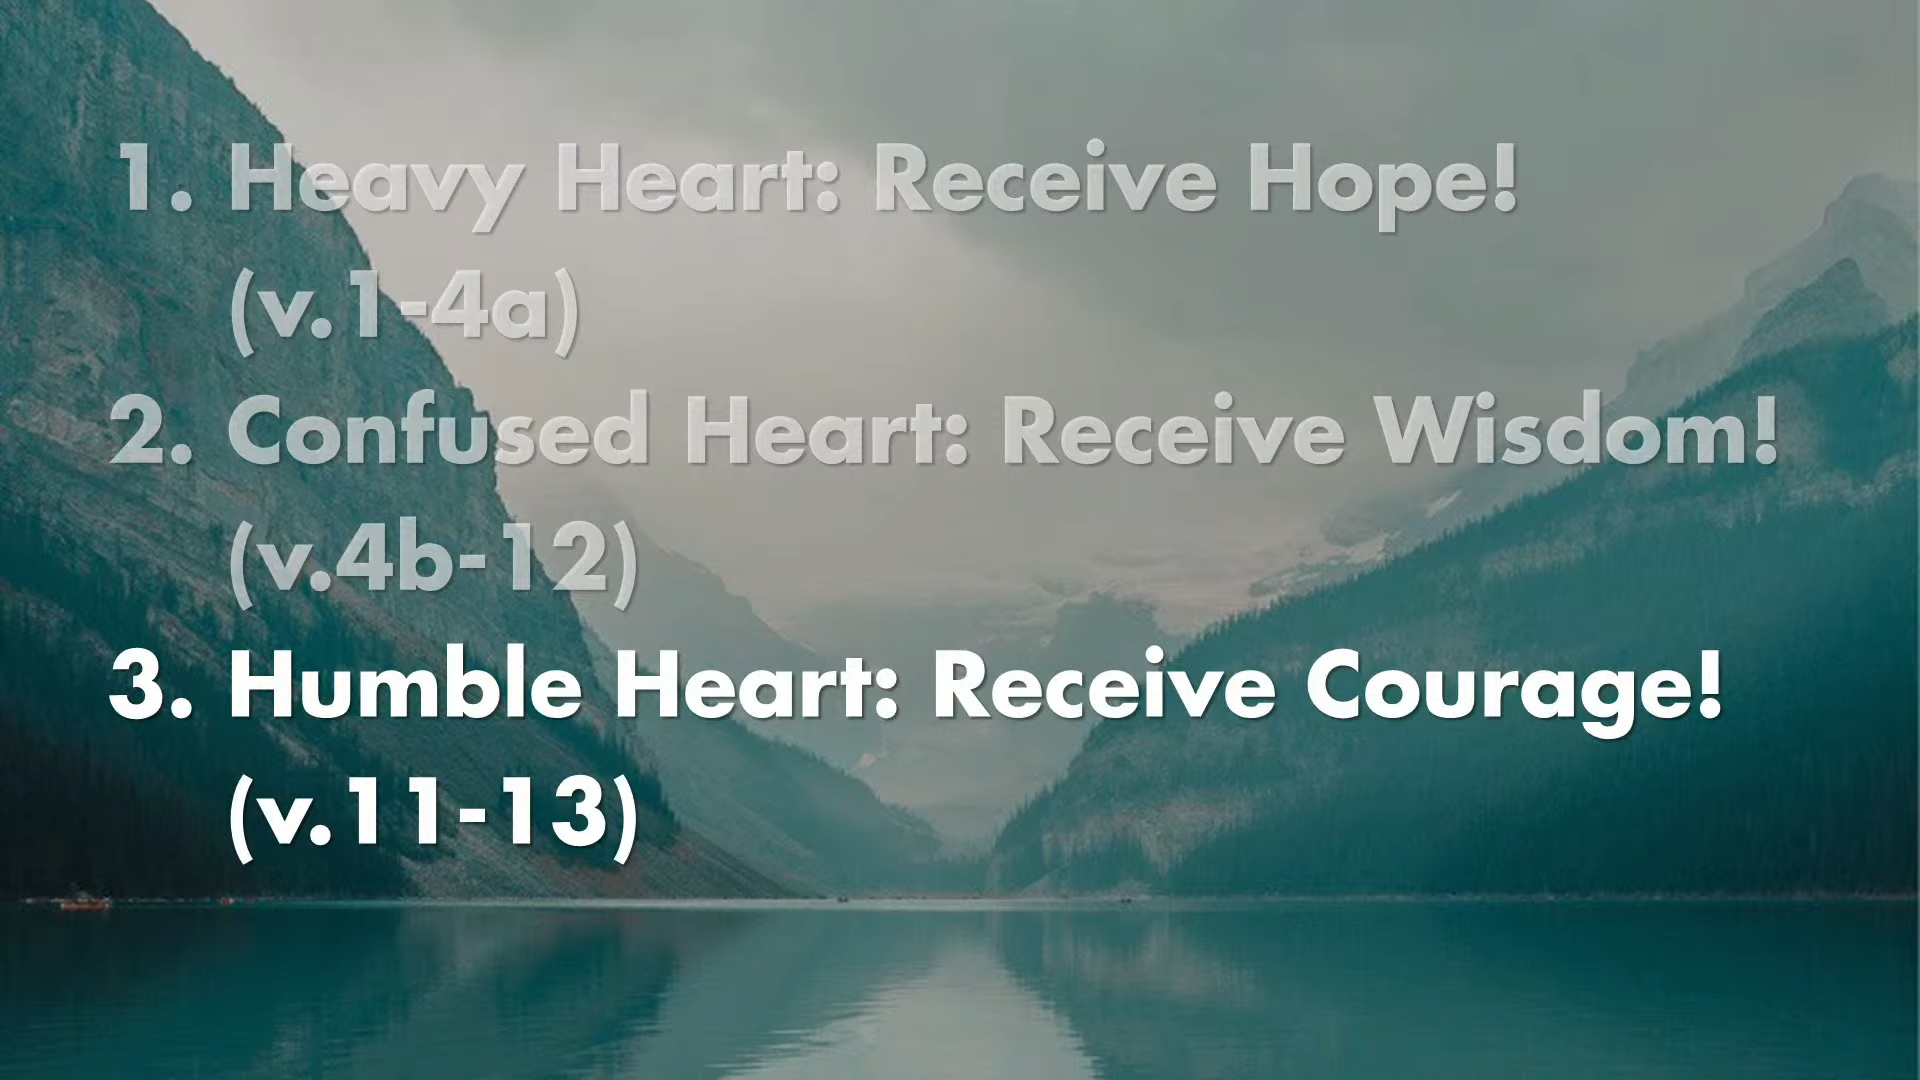 1. Heavy Heart: Receive Hope!
(v.1-4a)
2. Confused Heart: Receive Wisdom!
(v.4b-12)
3. Humble Heart: Receive Courage!
(v.11-13)